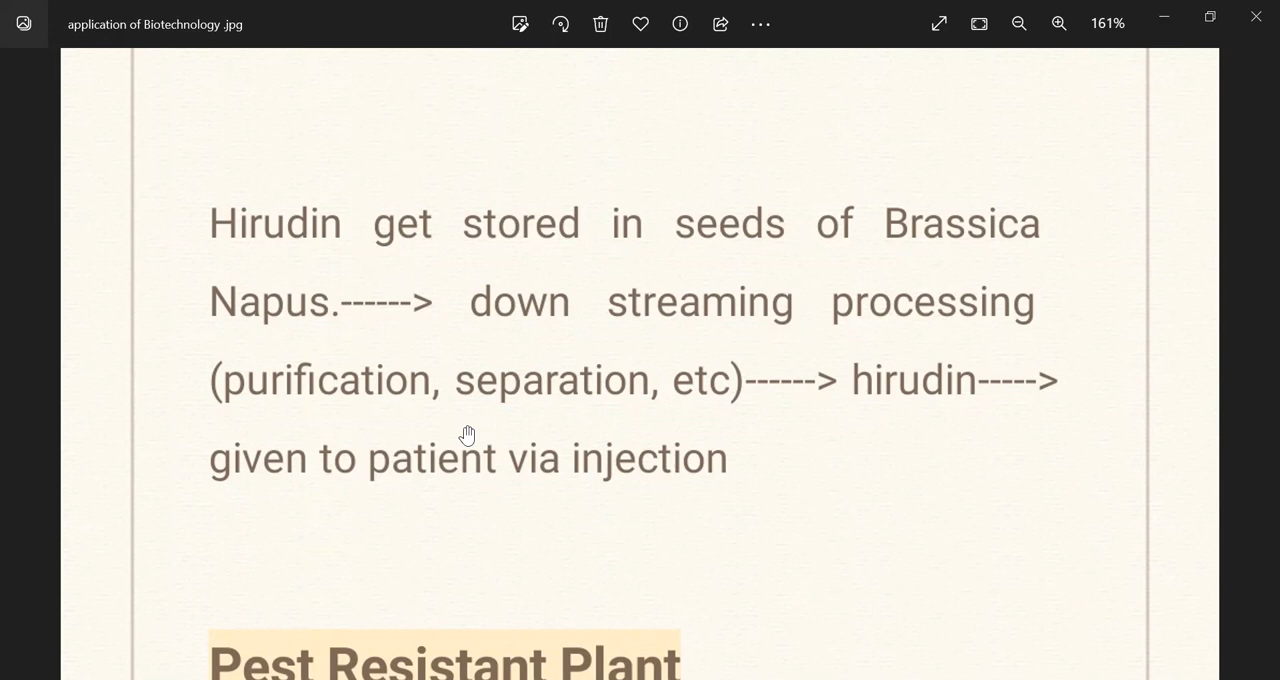 application of Biotechnology .jpg
161%
Hirudin get stored in seeds of Brassica
Napus.------> down streaming processing
(purification, separation, etc)------> hirudin----->
given to patient via injection
Pest Resistant Plant